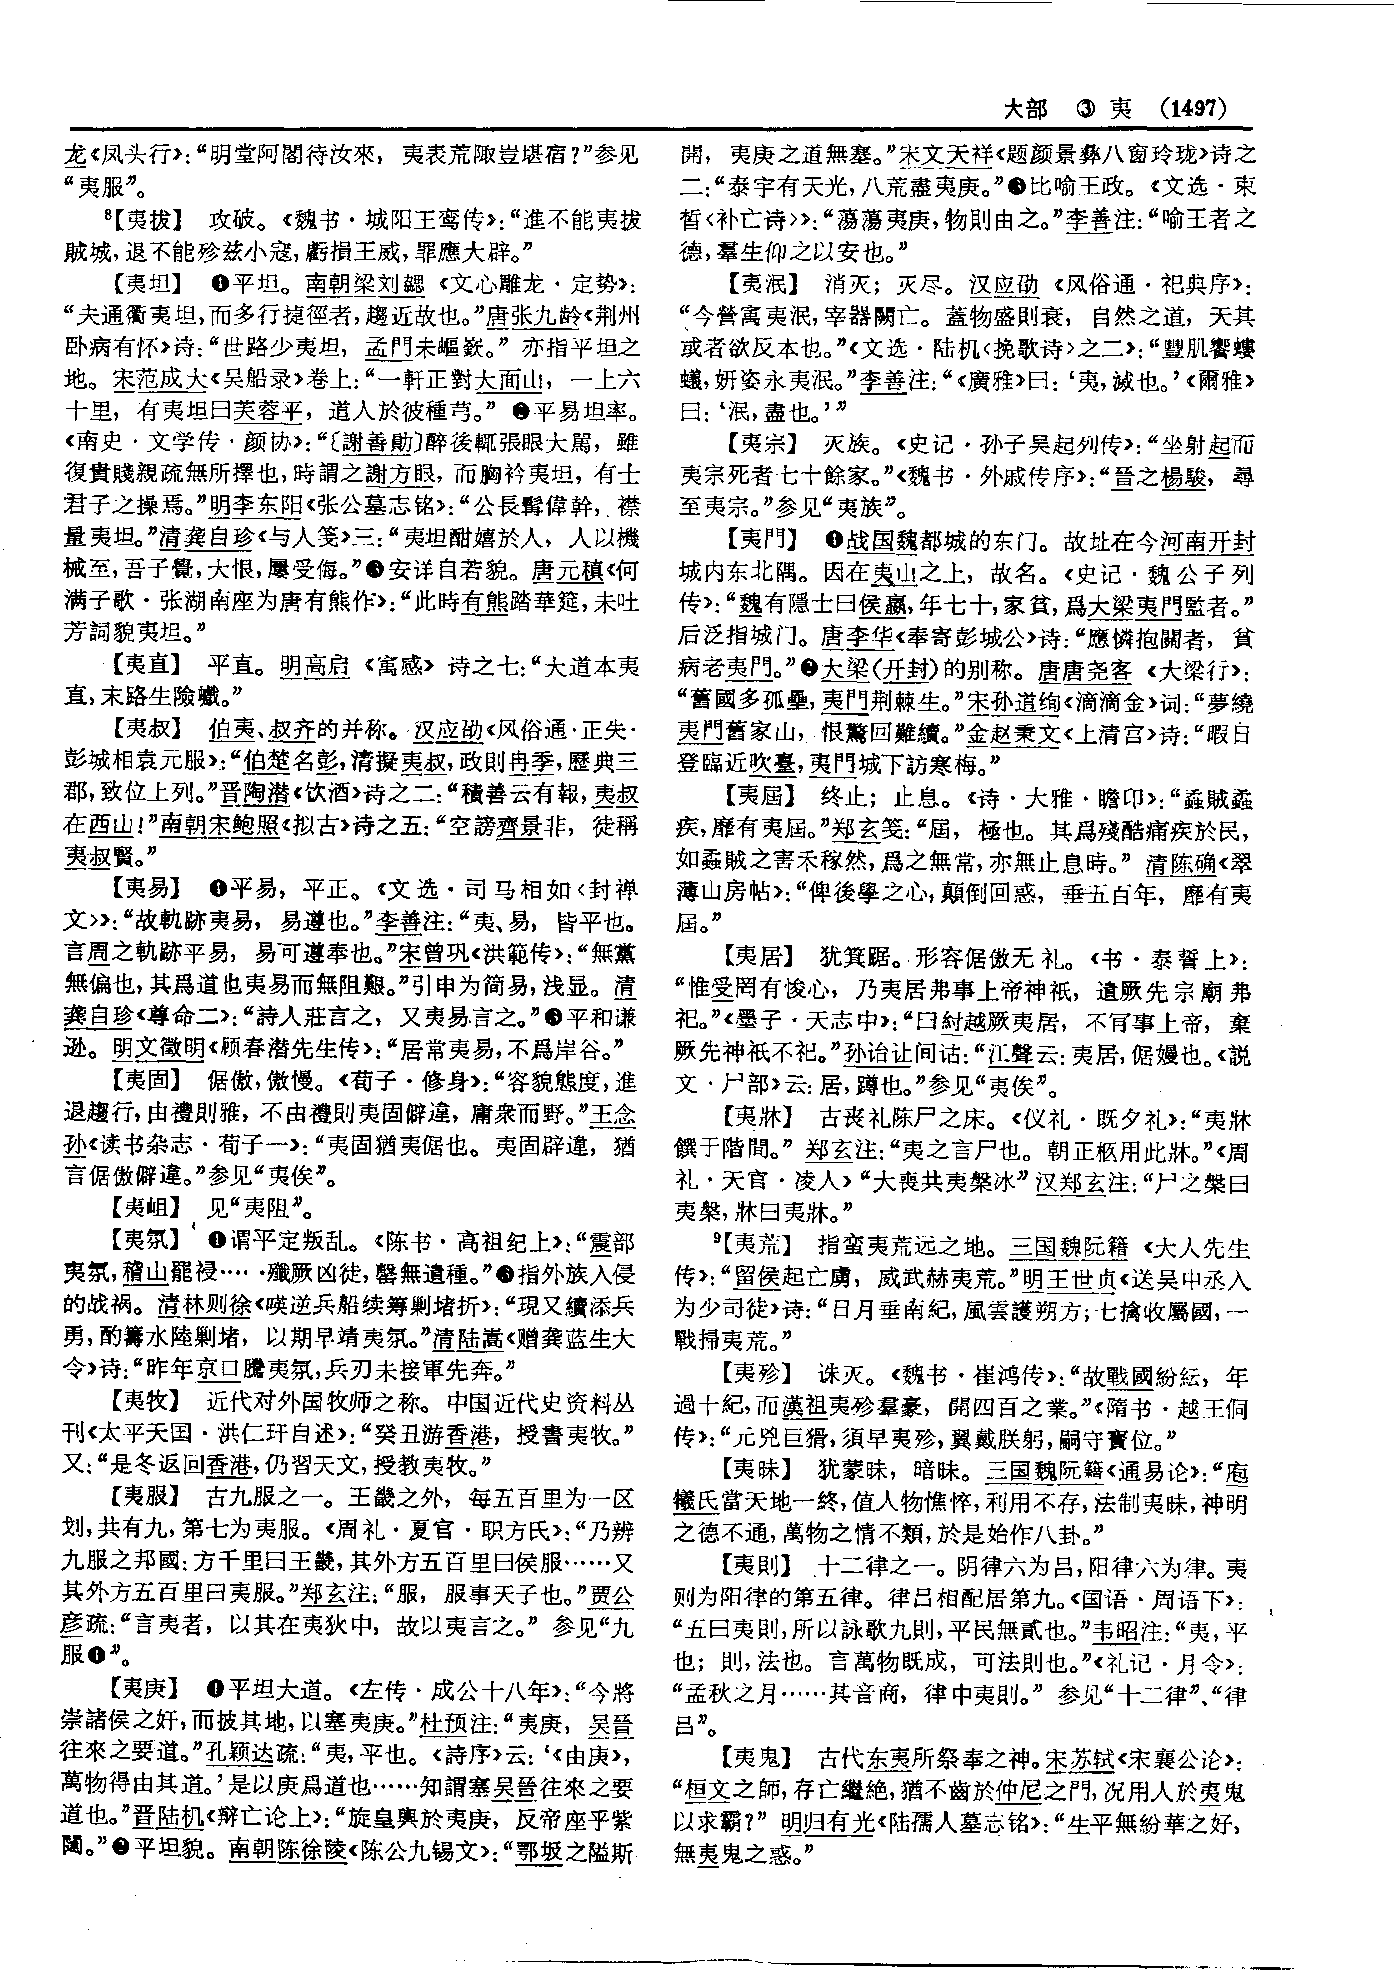 大部 ③ 夷 (1497)
龙《凤头行》：“明堂阿閣待汝來，夷表荒陬豈堪宿？”参见
“夷服”。
⁸【夷拔】 攻破。《魏书·城阳王鸾传》：“進不能夷拔
賊城，退不能殄兹小寇，虧損王威，罪應大辟。”
【夷坦】 ❶平坦。南朝梁刘勰《文心雕龙·定势》：
“夫通衢夷坦，而多行捷徑者，趨近故也。”唐张九龄《荆州
卧病有怀》诗：“世路少夷坦，孟門未嶇嶔。”亦指平坦之
地。宋范成大《吴船录》卷上：“一軒正對大面山，一上六
十里，有夷坦曰芙蓉平，道人於彼種芎。”❷平易坦率。
《南史·文学传·颜协》：“〔謝善勛〕醉後輒張眼大駡，雖
復貴賤親疏無所擇也，時謂之謝方眼，而胸衿夷坦，有士
君子之操焉。”明李东阳《张公墓志铭》：“公長髯偉幹，襟
量夷坦。”清龚自珍《与人笺》三：“夷坦酣嬉於人，人以機
械至，吾子覺，大恨，屢受侮。”❸安详自若貌。唐元稹《何
满子歌·张湖南座为唐有熊作》：“此時有熊踏華筵，未吐
芳詞貌夷坦。”
【夷直】 平直。明高启《寓感》诗之七：“大道本夷
直，末路生險巇。”
【夷叔】 伯夷、叔齐的并称。汉应劭《风俗通·正失·
彭城相袁元服》：“伯楚名彭，清擬夷叔，政則冉季，歷典三
郡，致位上列。”晋陶潜《饮酒》诗之二：“積善云有報，夷叔
在西山！”南朝宋鲍照《拟古》诗之五：“空謗齊景非，徒稱
夷叔賢。”
【夷易】 ❶平易，平正。《文选·司马相如〈封禅
文〉》：“故軌跡夷易，易遵也。”李善注：“夷、易，皆平也。
言周之軌跡平易，易可遵奉也。”宋曾巩《洪範传》：“無黨
無偏也，其爲道也夷易而無阻艱。”引申为简易，浅显。清
龚自珍《尊命二》：“詩人莊言之，又夷易言之。”❷平和谦
逊。明文徵明《顾春潜先生传》：“居常夷易，不爲岸谷。”
【夷固】 倨傲，傲慢。《荀子·修身》：“容貌態度，進
退趨行，由禮則雅，不由禮則夷固僻違，庸衆而野。”王念
孙《读书杂志·荀子一》：“夷固猶夷倨也。夷固辟違，猶
言倨傲僻違。”参见“夷俟”。
【夷岨】 见“夷阻”。
【夷氛】 ❶谓平定叛乱。《陈书·高祖纪上》：“震部
夷氛，稽山罷祲……殲厥凶徒，罄無遺種。”❷指外族入侵
的战祸。清林则徐《嘆逆兵船续筹剿堵折》：“現又續添兵
勇，酌籌水陸剿堵，以期早靖夷氛。”清陆嵩《赠龚蓝生大
令》诗：“昨年京口騰夷氛，兵刃未接軍先奔。”
【夷牧】 近代对外国牧师之称。中国近代史资料丛
刊《太平天国·洪仁玕自述》：“癸丑游香港，授書夷牧。”
又：“是冬返回香港，仍習天文，授教夷牧。”
【夷服】 古九服之一。王畿之外，每五百里为一区
划，共有九，第七为夷服。《周礼·夏官·职方氏》：“乃辨
九服之邦國：方千里曰王畿，其外方五百里曰侯服……又
其外方五百里曰夷服。”郑玄注：“服，服事天子也。”贾公
彦疏：“言夷者，以其在夷狄中，故以夷言之。”参见“九
服❶”。
【夷庚】 ❶平坦大道。《左传·成公十八年》：“今將
崇諸侯之奸，而披其地，以塞夷庚。”杜预注：“夷庚，吴晉
往來之要道。”孔颖达疏：“夷，平也。《詩序》云：‘《由庚》，
萬物得由其道。’是以庚爲道也……知謂塞吴晉往來之要
道也。”晋陆机《辩亡论上》：“旋皇輿於夷庚，反帝座乎紫
闥。”❷平坦貌。南朝陈徐陵《陈公九锡文》：“鄂坂之隘斯
開，夷庚之道無塞。”宋文天祥《题颜景彝八窗玲珑》诗之
二：“泰宇有天光，八荒盡夷庚。”❸比喻王政。《文选·束
皙〈补亡诗〉》：“蕩蕩夷庚，物則由之。”李善注：“喻王者之
德，羣生仰之以安也。”
【夷泯】 消灭；灭尽。汉应劭《风俗通·祀典序》：
“今營寓夷泯，宰器闕亡。蓋物盛則衰，自然之道，天其
或者欲反本也。”《文选·陆机〈挽歌诗〉之二》：“豐肌饗螻
蟻，妍姿永夷泯。”李善注：“《廣雅》曰：‘夷，滅也。’《爾雅》
曰：‘泯，盡也。’”
【夷宗】 灭族。《史记·孙子吴起列传》：“坐射起而
夷宗死者七十餘家。”《魏书·外戚传序》：“晉之楊駿，尋
至夷宗。”参见“夷族”。
【夷門】 ❶战国魏都城的东门。故址在今河南开封
城内东北隅。因在夷山之上，故名。《史记·魏公子列
传》：“魏有隱士曰侯嬴，年七十，家貧，爲大梁夷門監者。”
后泛指城门。唐李华《奉寄彭城公》诗：“應憐抱關者，貧
病老夷門。”❷大梁（开封）的别称。唐唐尧客《大梁行》：
“舊國多孤壘，夷門荆棘生。”宋孙道绚《滴滴金》词：“夢繞
夷門舊家山，恨驚回難續。”金赵秉文《上清宫》诗：“暇日
登臨近吹臺，夷門城下訪寒梅。”
【夷屆】 终止；止息。《诗·大雅·瞻卬》：“蟊賊蟊
疾，靡有夷屆。”郑玄笺：“屆，極也。其爲殘酷痛疾於民，
如蟊賊之害禾稼然，爲之無常，亦無止息時。”清陈确《翠
薄山房帖》：“俾後學之心，顛倒回惑，垂五百年，靡有夷
屆。”
【夷居】 犹箕踞。形容倨傲无礼。《书·泰誓上》：
“惟受罔有悛心，乃夷居弗事上帝神祇，遺厥先宗廟弗
祀。”《墨子·天志中》：“曰紂越厥夷居，不肎事上帝，棄
厥先神祇不祀。”孙诒让间诂：“江聲云：夷居，倨嫚也。《説
文·尸部》云：居，蹲也。”参见“夷俟”。
【夷牀】 古丧礼陈尸之床。《仪礼·既夕礼》：“夷牀
饌于階間。”郑玄注：“夷之言尸也。朝正柩用此牀。”《周
礼·天官·凌人》“大喪共夷槃冰”汉郑玄注：“尸之槃曰
夷槃，牀曰夷牀。”
⁹【夷荒】 指蛮夷荒远之地。三国魏阮籍《大人先生
传》：“留侯起亡虜，威武赫夷荒。”明王世贞《送吴中丞入
为少司徒》诗：“日月垂南紀，風雲護朔方；七擒收屬國，一
戰掃夷荒。”
【夷殄】 诛灭。《魏书·崔鸿传》：“故戰國紛紜，年
過十紀，而漢祖夷殄羣豪，開四百之業。”《隋书·越王侗
传》：“元兇巨猾，須早夷殄，翼戴朕躬，嗣守寶位。”
【夷昧】 犹蒙昧，暗昧。三国魏阮籍《通易论》：“庖
犧氏當天地一終，值人物憔悴，利用不存，法制夷昧，神明
之德不通，萬物之情不類，於是始作八卦。”
【夷則】 十二律之一。阴律六为吕，阳律六为律。夷
则为阳律的第五律。律吕相配居第九。《国语·周语下》：
“五曰夷則，所以詠歌九則，平民無貳也。”韦昭注：“夷，平
也；則，法也。言萬物既成，可法則也。”《礼记·月令》：
“孟秋之月……其音商，律中夷則。”参见“十二律”、“律
吕”。
【夷鬼】 古代东夷所祭奉之神。宋苏轼《宋襄公论》：
“桓文之師，存亡繼絶，猶不齒於仲尼之門，况用人於夷鬼
以求霸？”明归有光《陆孺人墓志铭》：“生平無紛華之好，
無夷鬼之惑。”